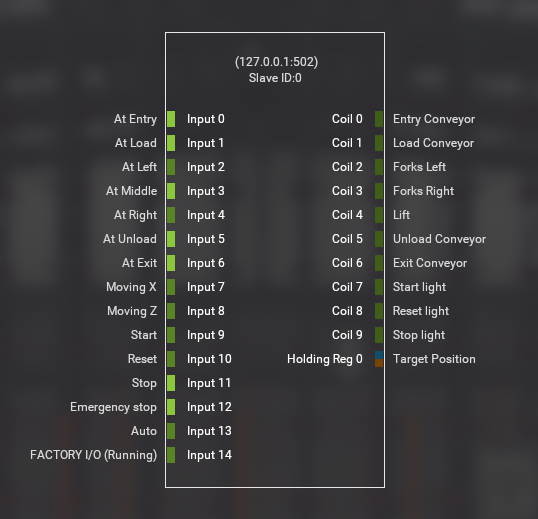 (127.0.0.1:502)
Slave ID:0
At Entry Input 0 Coil 0 Entry Conveyor
At Load Input 1 Coil 1 Load Conveyor
At Left Input 2 Coil 2 Forks Left
At Middle Input 3 Coil 3 Forks Right
At Right Input 4 Coil 4 Lift
At Unload Input 5 Coil 5 Unload Conveyor
At Exit Input 6 Coil 6 Exit Conveyor
Moving X Input 7 Coil 7 Start light
Moving Z Input 8 Coil 8 Reset light
Start Input 9 Coil 9 Stop light
Reset Input 10 Holding Reg 0 Target Position
Stop Input 11
Emergency stop Input 12
Auto Input 13
FACTORY I/O (Running) Input 14